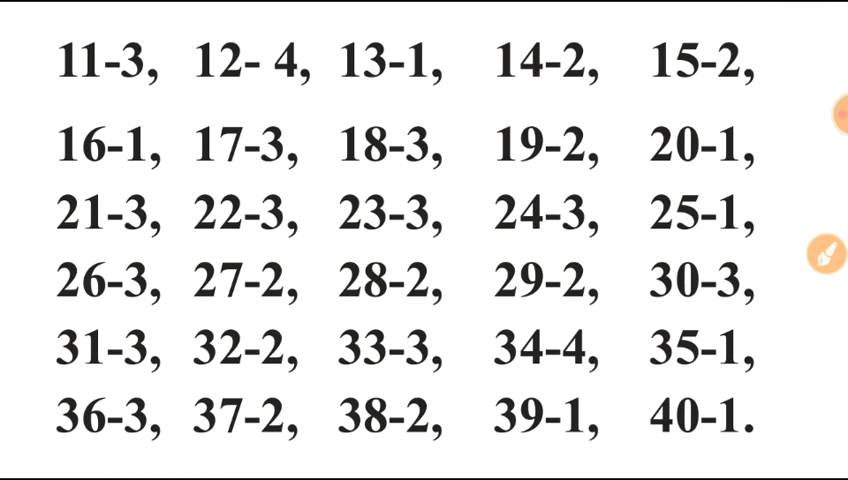 11-3, 12- 4, 13-1, 14-2, 15-2,
16-1, 17-3, 18-3, 19-2, 20-1,
21-3, 22-3, 23-3, 24-3, 25-1,
26-3, 27-2, 28-2, 29-2, 30-3,
31-3, 32-2, 33-3, 34-4, 35-1,
36-3, 37-2, 38-2, 39-1, 40-1.